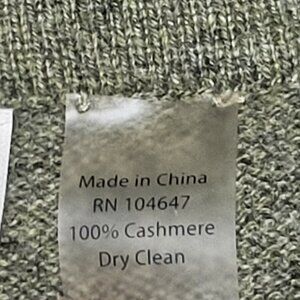 Made in China
RN 104647
100% Cashmere
Dry Clean